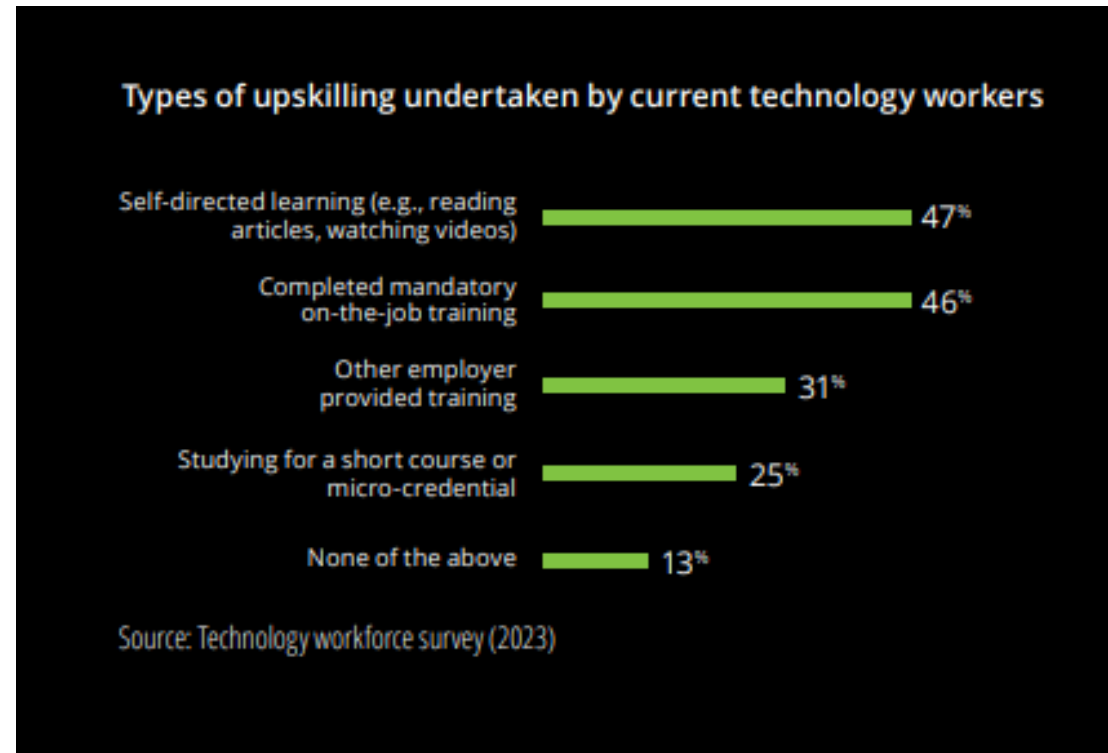 Types of upskilling undertaken by current technology workers
Self-directed learning (e.g., reading
articles, watching videos)
47%
Completed mandatory
on-the-job training
46%
Other employer
provided training
31%
Studying for a short course or
micro-credential
25%
None of the above
13%
Source: Technology workforce survey (2023)